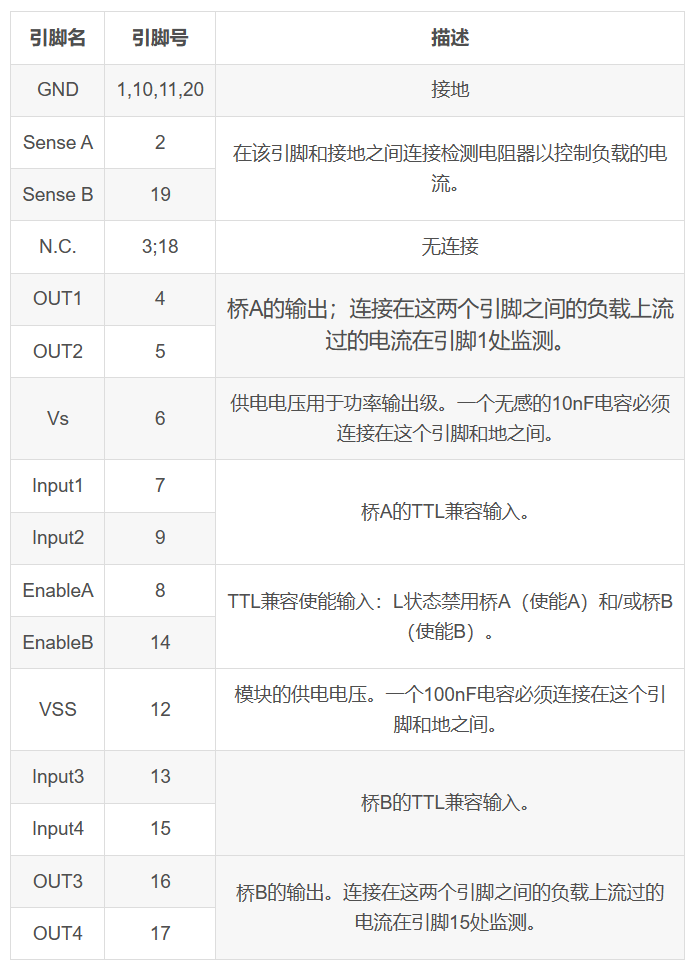 引脚名 引脚号 描述
GND 1,10,11,20 接地
Sense A 2
在该引脚和接地之间连接检测电阻器以控制负载的电
流。
Sense B 19
N.C. 3;18 无连接
OUT1 4
桥A的输出；连接在这两个引脚之间的负载上流
过的电流在引脚1处监测。
OUT2 5
供电电压用于功率输出级。一个无感的10nF电容必须
Vs 6
连接在这个引脚和地之间。
Input1 7
桥A的TTL兼容输入。
Input2 9
EnableA 8
TTL兼容使能输入：L状态禁用桥A（使能A）和/或桥B
（使能B）。
EnableB 14
模块的供电电压。一个100nF电容必须连接在这个引
VSS 12
脚和地之间。
Input3 13
桥B的TTL兼容输入。
Input4 15
OUT3 16
桥B的输出。连接在这两个引脚之间的负载上流过的
电流在引脚15处监测。
OUT4 17